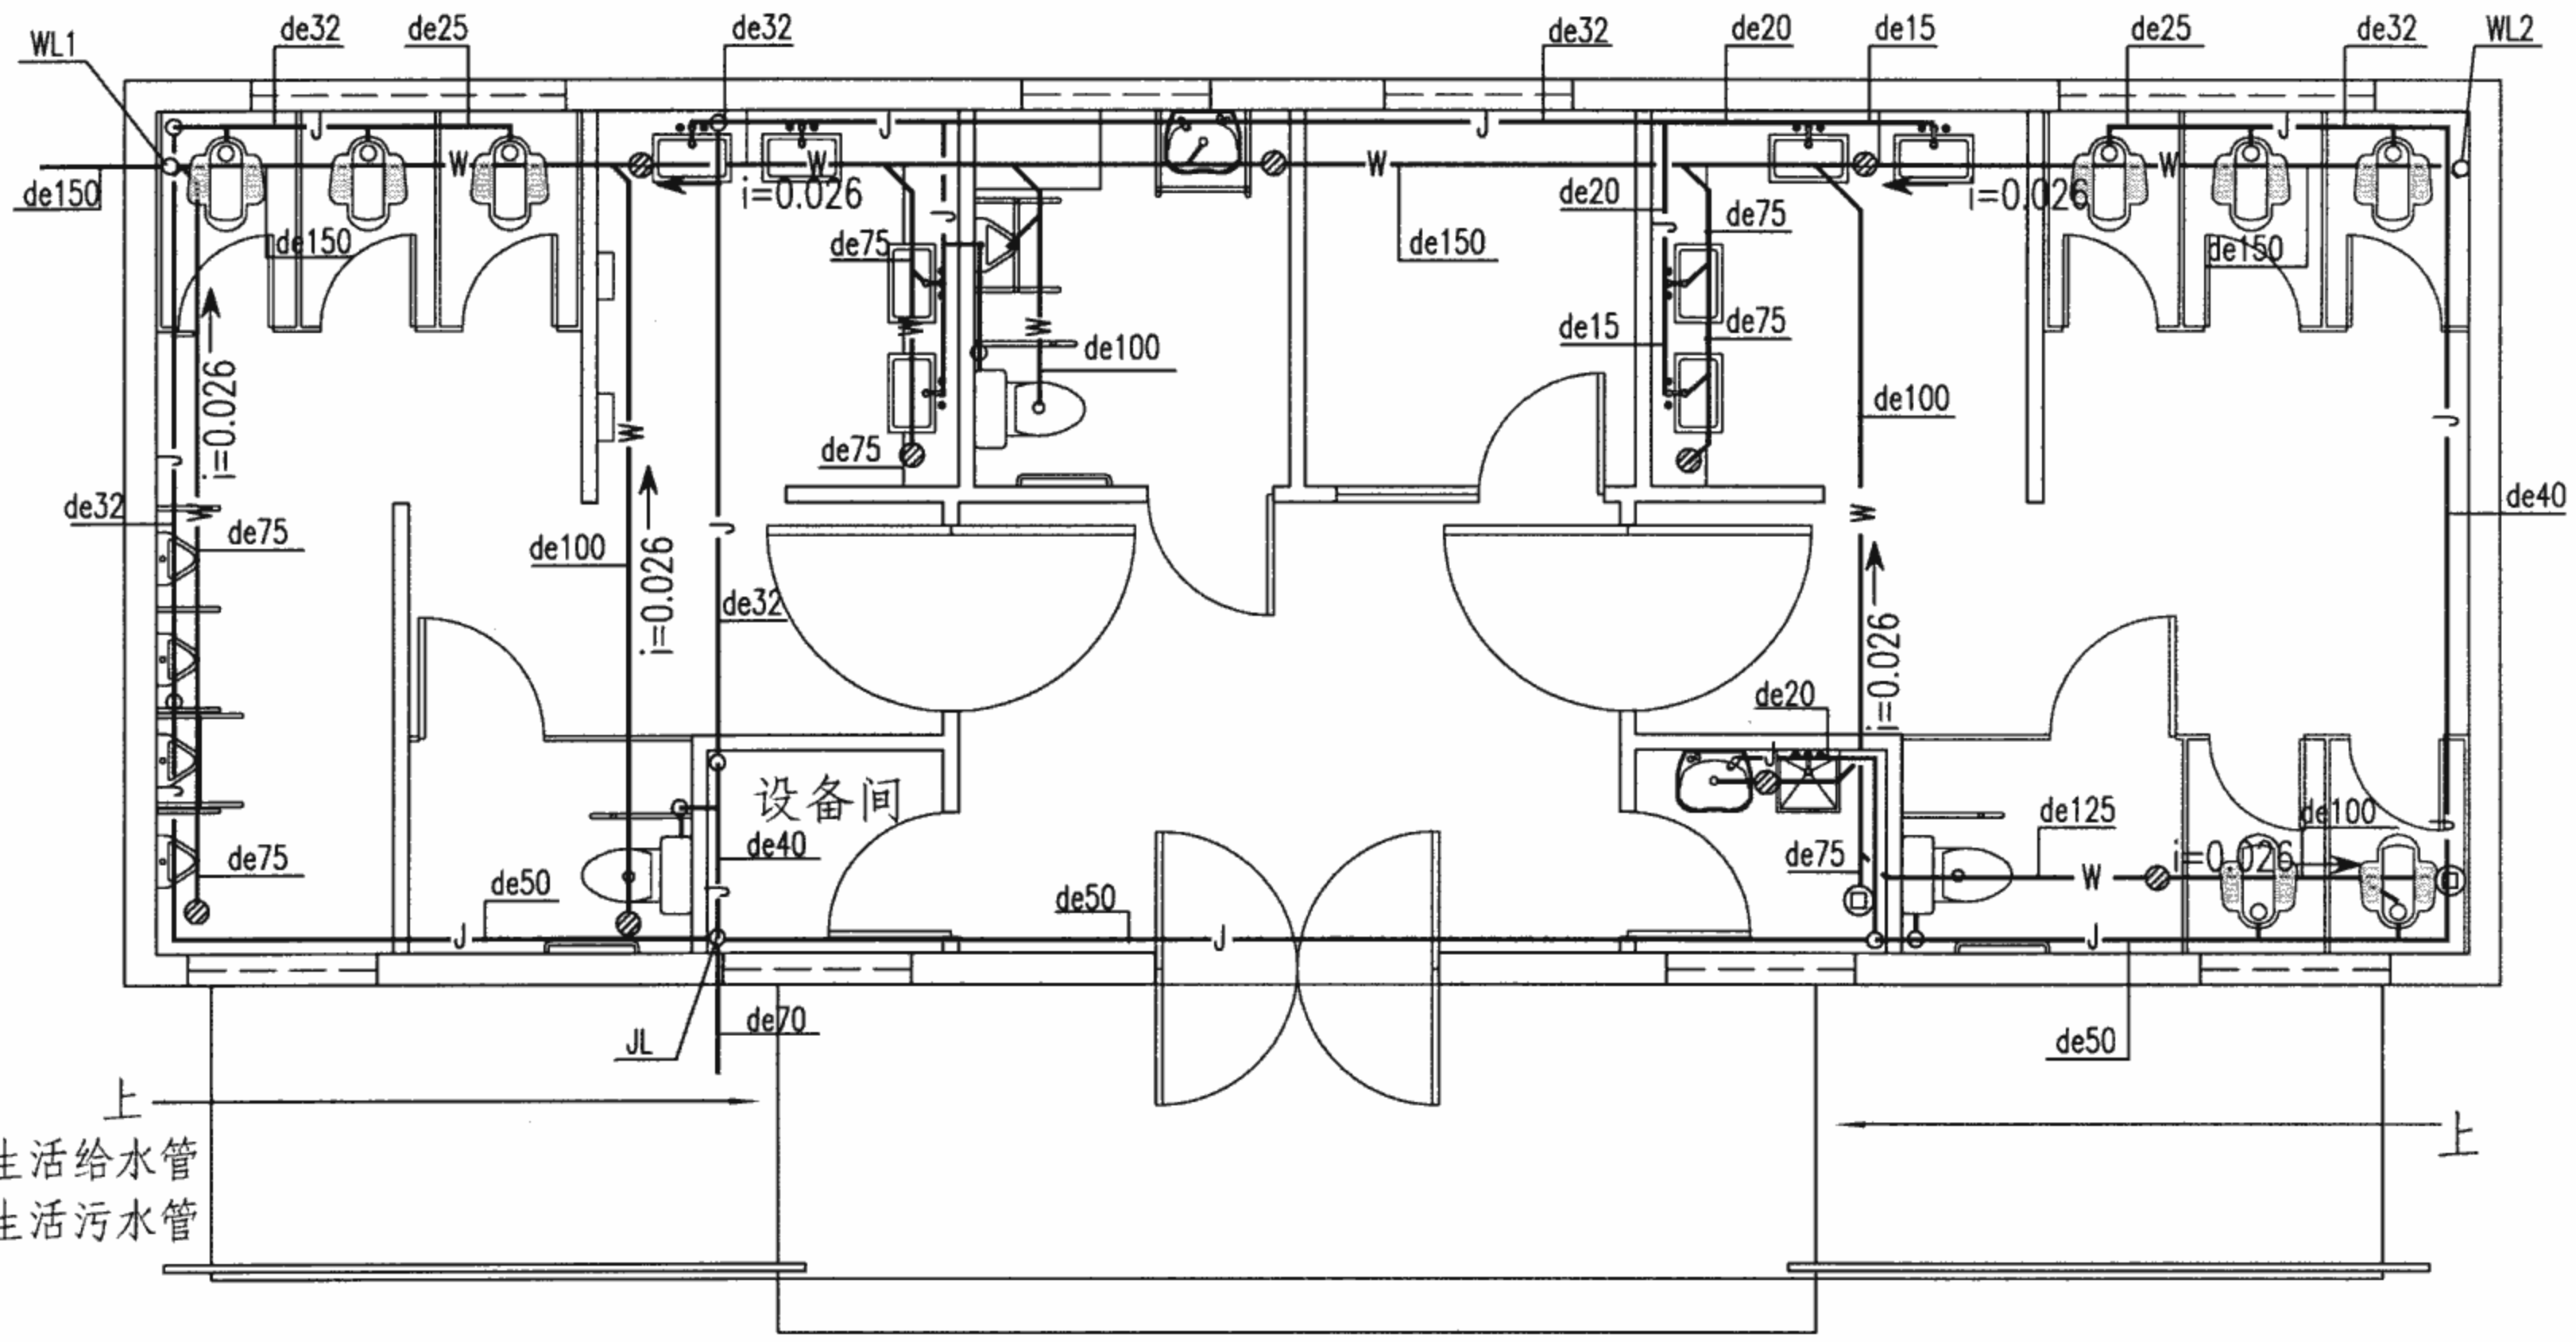 WL1
de32
de25
de32
de32
de20
de15
de25
de32
WL2
J
J
J
J
W
W
W
W
de150
i=0.026
i=0.026
de150
J
de75
de150
de20
J
de75
de150
W
W
de15
de75
de100
de100
i=0.026
W
J
J
de75
de32
W
J
W
de40
de75
de100
i=0.026
de32
i=0.026
de20
J
J
设备间
de40
de100
de125
J
de75
de75
i=0.026
W
de50
J
de50
J
J
J
de70
JL
de50
上
上
生活给水管
生活污水管